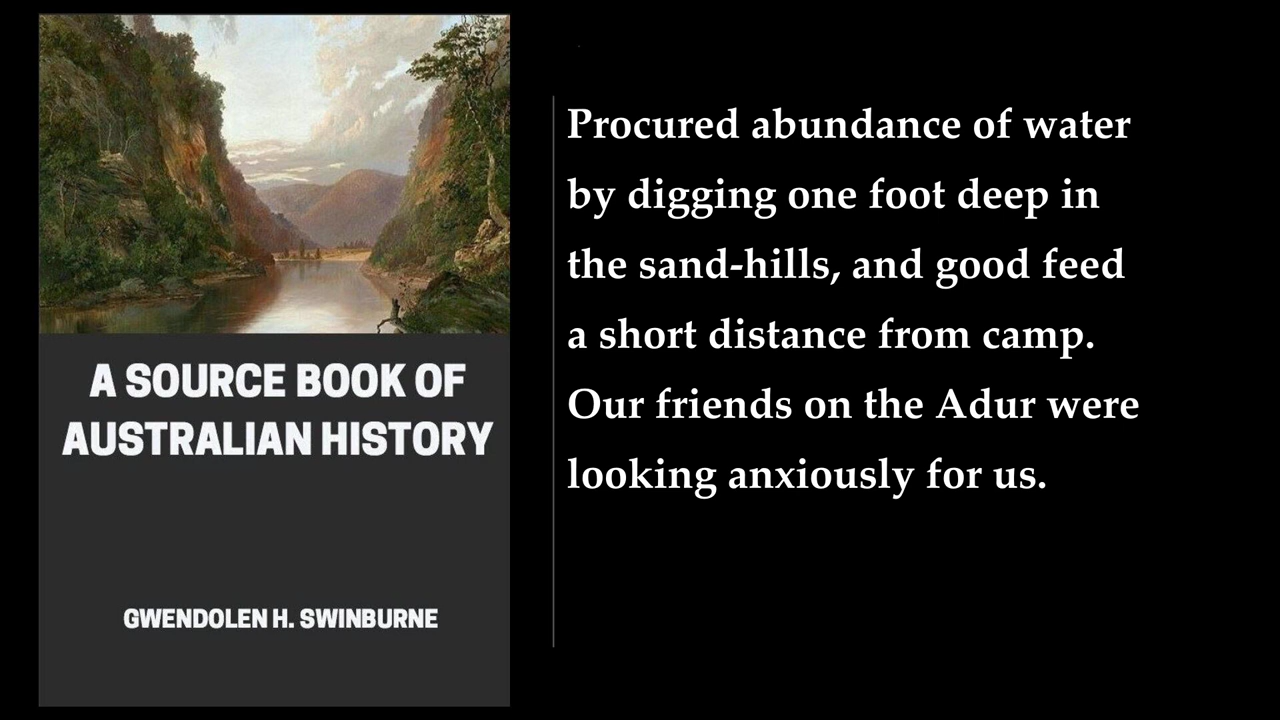 A SOURCE BOOK OF
AUSTRALIAN HISTORY
GWENDOLEN H. SWINBURNE
Procured abundance of water
by digging one foot deep in
the sand-hills, and good feed
a short distance from camp.
Our friends on the Adur were
looking anxiously for us.